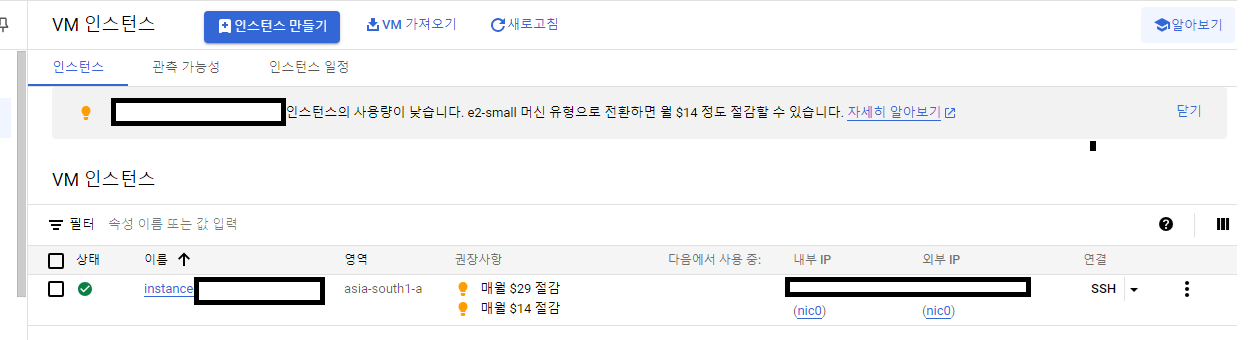 VM 인스턴스 인스턴스 만들기 VM 가져오기 새로고침 알아보기
인스턴스 관측 가능성 인스턴스 일정
인스턴스의 사용량이 낮습니다. e2-small 머신 유형으로 전환하면 월 $14 정도 절감할 수 있습니다. 자세히 알아보기 닫기
VM 인스턴스
필터 속성 이름 또는 값 입력
상태 이름 영역 권장사항 다음에서 사용 중: 내부 IP 외부 IP 연결
instance asia-south1-a 매월 $29 절감 SSH
매월 $14 절감 (nic0) (nic0)